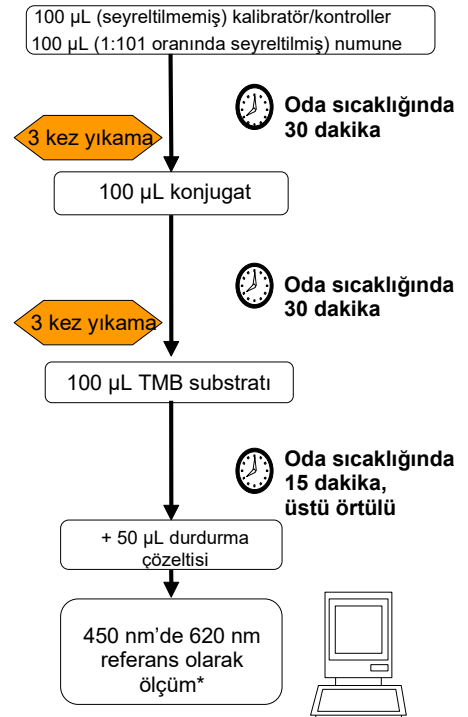 100 µL (seyreltilmemiş) kalibratör/kontroller
100 µL (1:101 oranında seyreltilmiş) numune
Oda sıcaklığında
30 dakika
3 kez yıkama
100 µL konjugat
Oda sıcaklığında
30 dakika
3 kez yıkama
100 µL TMB substratı
Oda sıcaklığında
15 dakika,
üstü örtülü
+ 50 µL durdurma
çözeltisi
450 nm’de 620 nm
referans olarak
ölçüm*